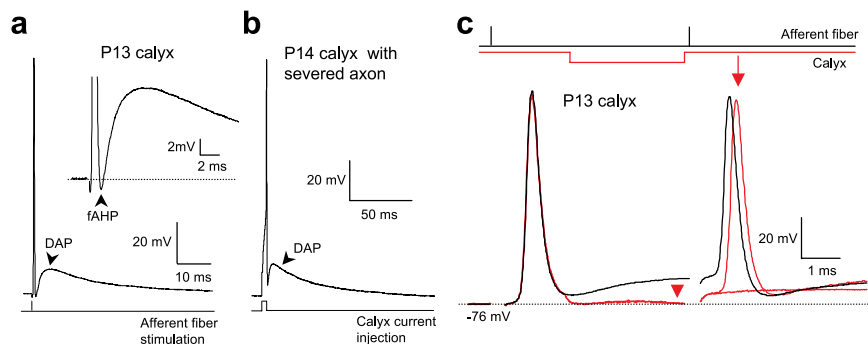 a
P13 calyx
2mV
2 ms
fAHP
DAP
20 mV
10 ms
Afferent fiber
stimulation
b
P14 calyx with
severed axon
20 mV
50 ms
DAP
Calyx current
injection
c
Afferent fiber
Calyx
P13 calyx
20 mV
1 ms
-76 mV